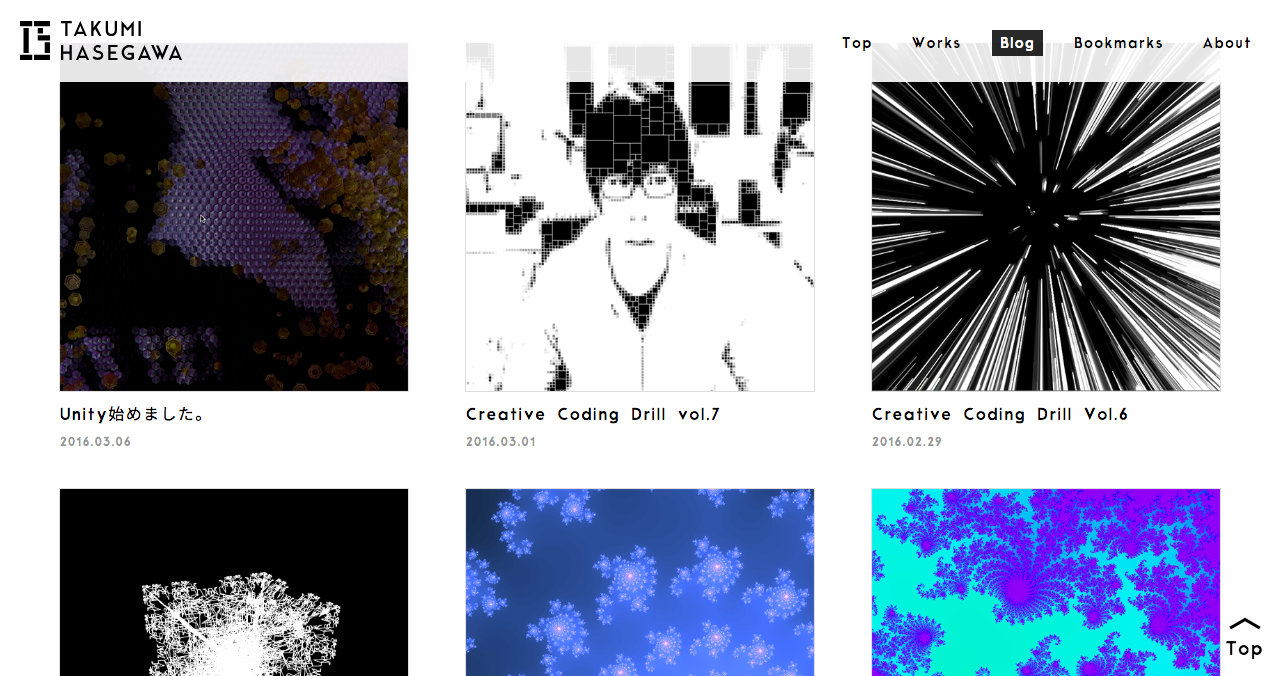 TAKUMI
HASEGAWA
Top Works Blog Bookmarks About
Unity始めました。
2016.03.06
Creative Coding Drill vol.7
2016.03.01
Creative Coding Drill Vol.6
2016.02.29
Top